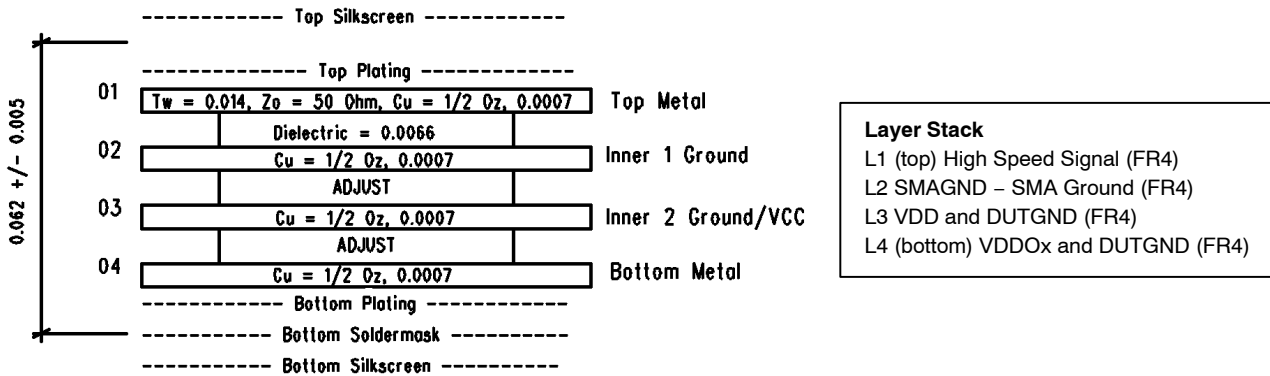 ------------- Top Silkscreen -------------
------------- Top Plating -------------
01 Tw = 0.014, Zo = 50 Ohm, Cu = 1/2 Oz, 0.0007 Top Metal
Dielectric = 0.0066
02 Cu = 1/2 Oz, 0.0007 Inner 1 Ground
ADJUST
03 Cu = 1/2 Oz, 0.0007 Inner 2 Ground/VCC
ADJUST
04 Cu = 1/2 Oz, 0.0007 Bottom Metal
------------- Bottom Plating -------------
------------- Bottom Soldermask -------------
------------- Bottom Silkscreen -------------
0.062 +/- 0.005
Layer Stack
L1 (top) High Speed Signal (FR4)
L2 SMAGND – SMA Ground (FR4)
L3 VDD and DUTGND (FR4)
L4 (bottom) VDDOx and DUTGND (FR4)